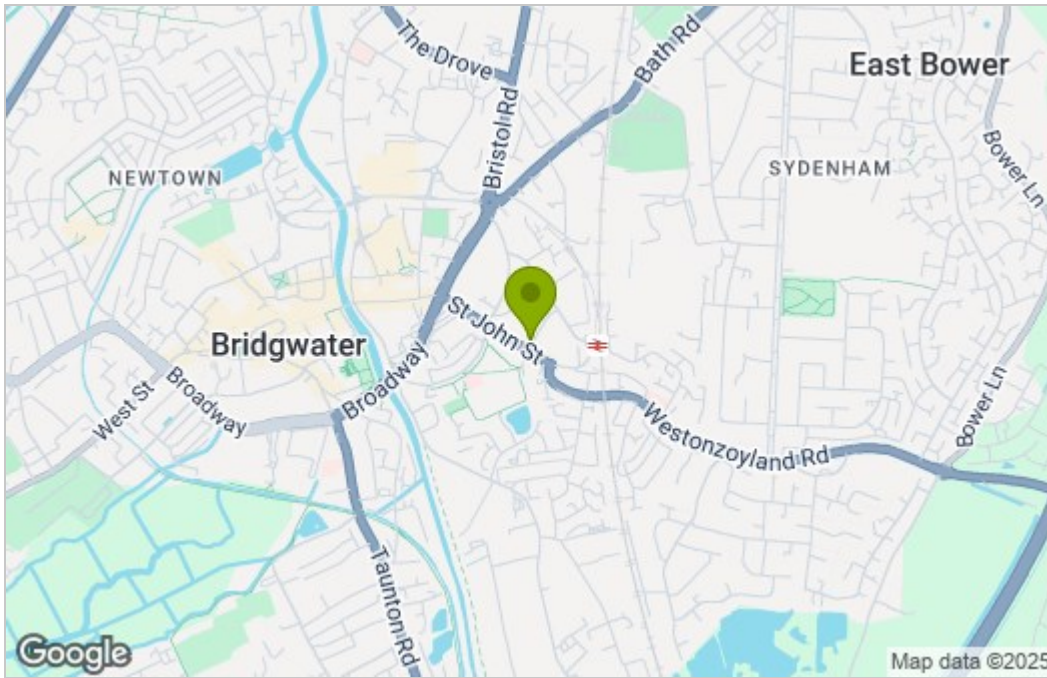 The Drove
Bristol Rd
Bath Rd
East Bower
Bower Ln
NEWTOWN
SYDENHAM
St John St
Bridgwater
Broadway
West St
Broadway
Westonzoyland Rd
Bower Ln
Taunton Rd
Google
Map data ©2025